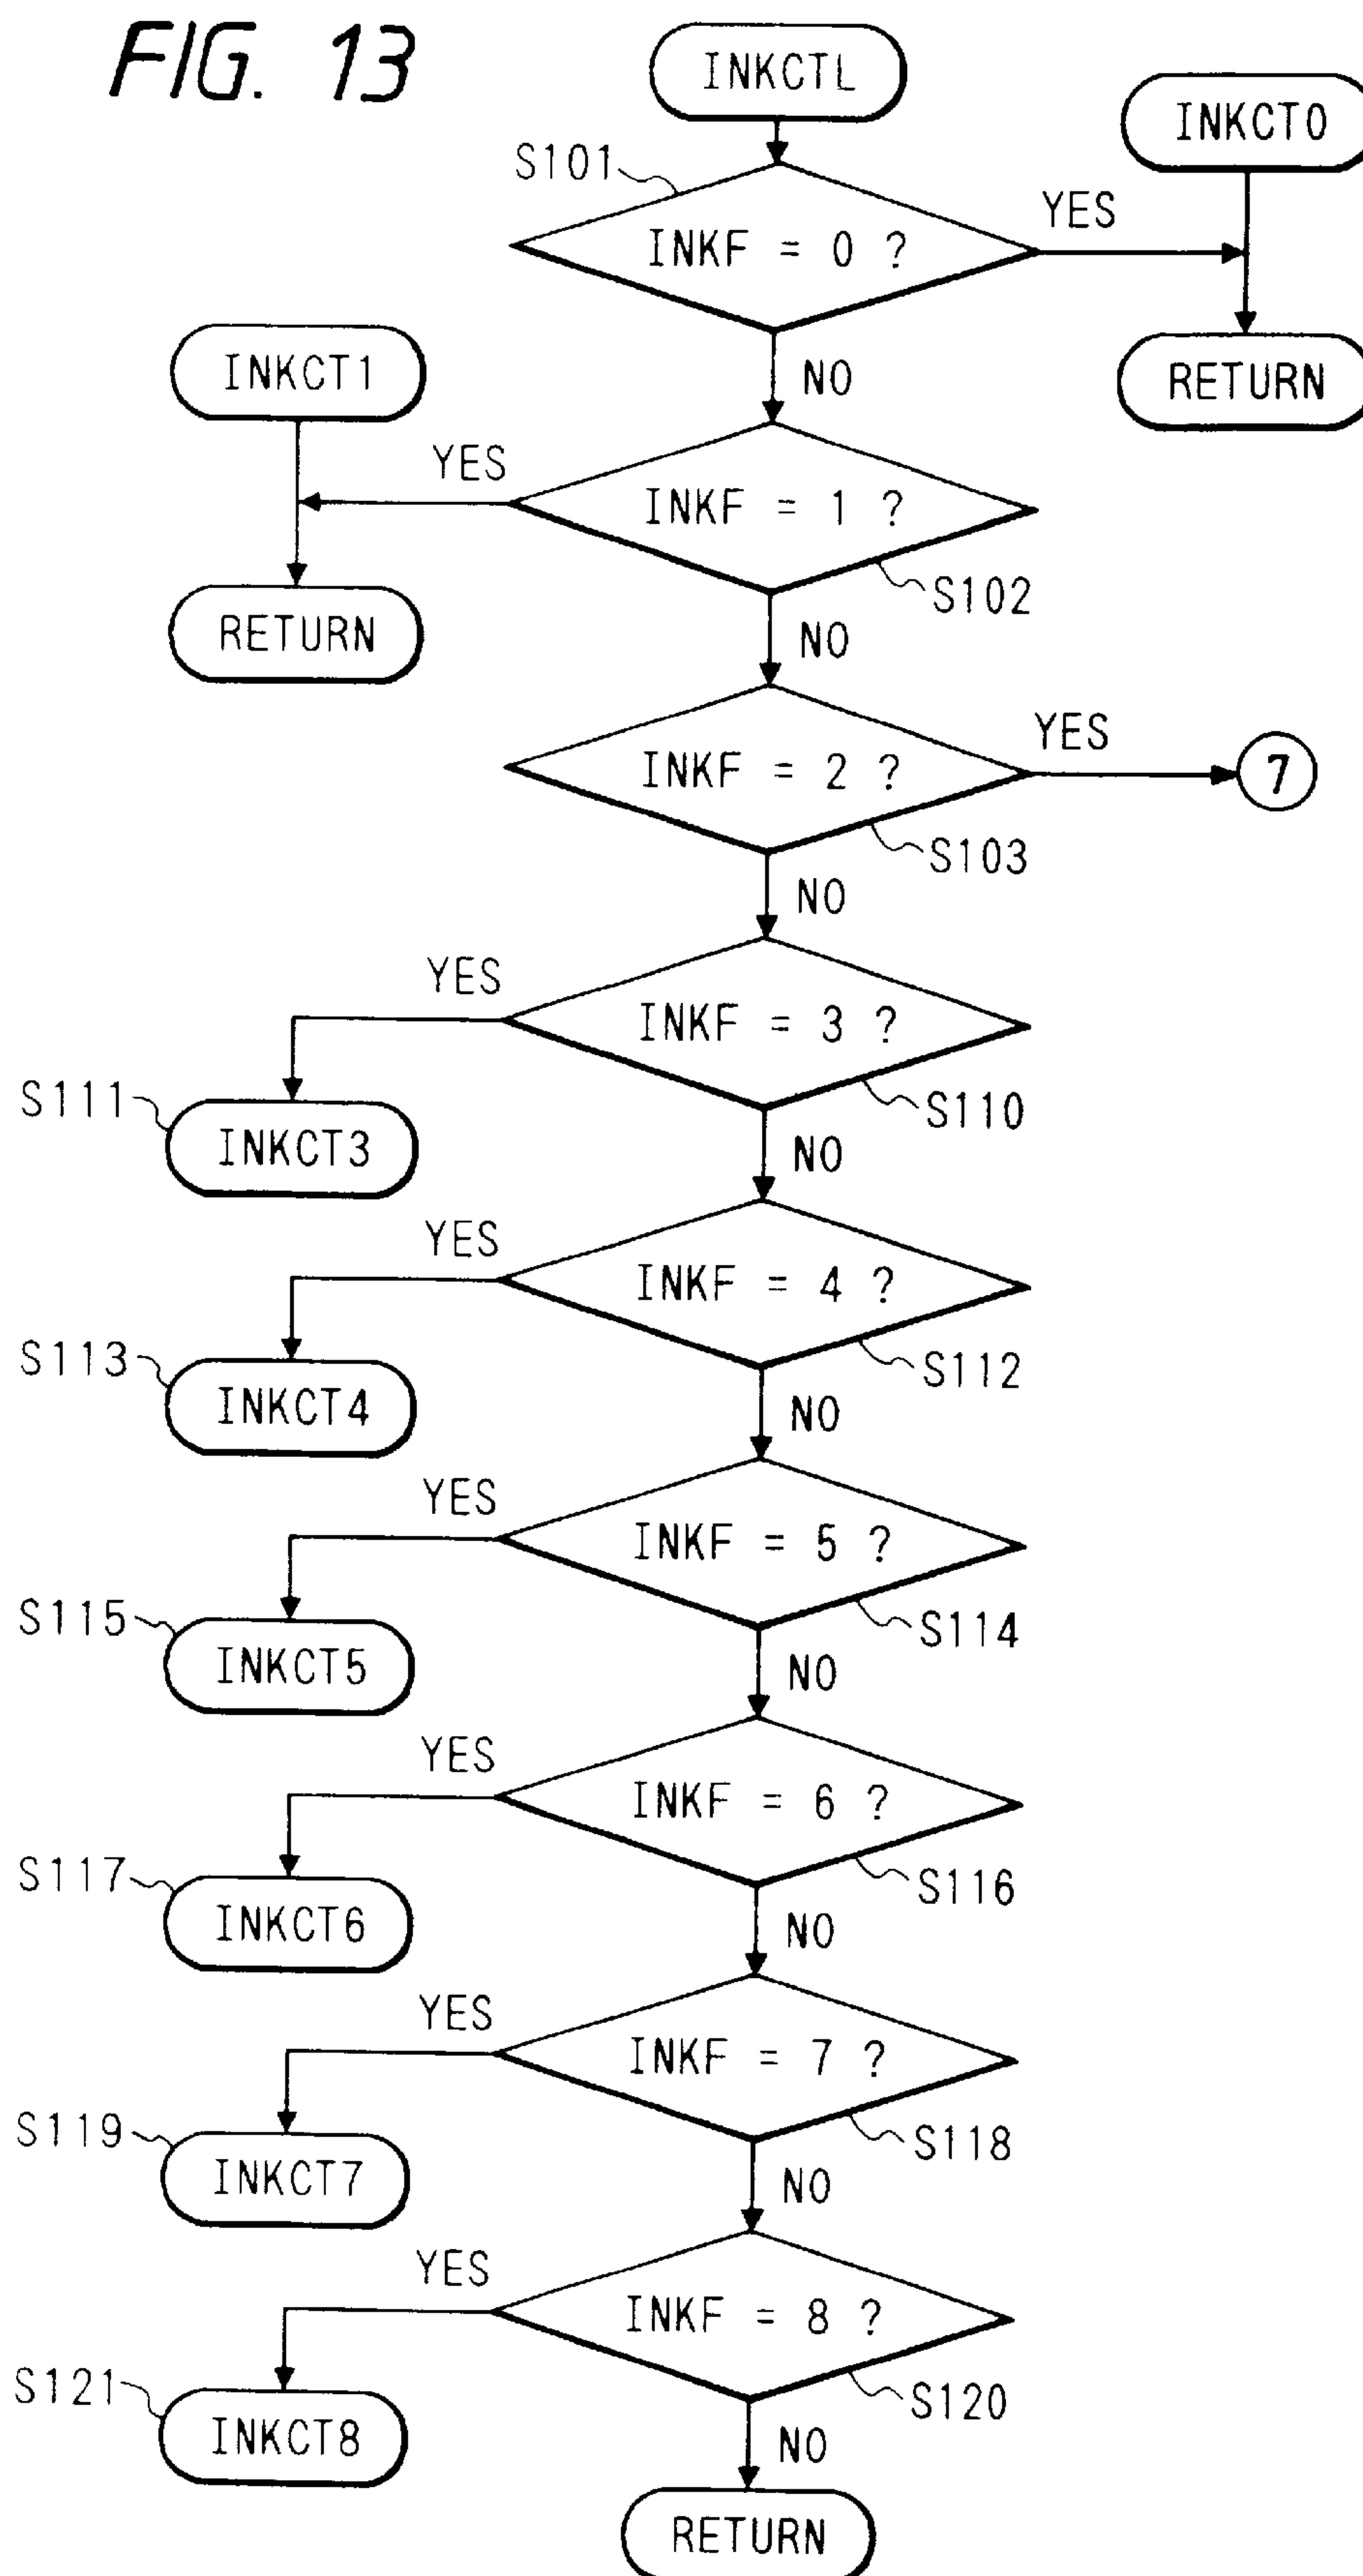 FIG. 13
INKCTL
INKCT0
S101
INKF = 0 ?
YES
RETURN
NO
INKCT1
YES
INKF = 1 ?
S102
RETURN
NO
INKF = 2 ?
YES
7
S103
NO
YES
INKF = 3 ?
S111
S110
INKCT3
NO
YES
INKF = 4 ?
S113
S112
INKCT4
NO
YES
INKF = 5 ?
S115
S114
INKCT5
NO
YES
INKF = 6 ?
S117
S116
INKCT6
NO
YES
INKF = 7 ?
S119
S118
INKCT7
NO
YES
INKF = 8 ?
S121
S120
INKCT8
NO
RETURN